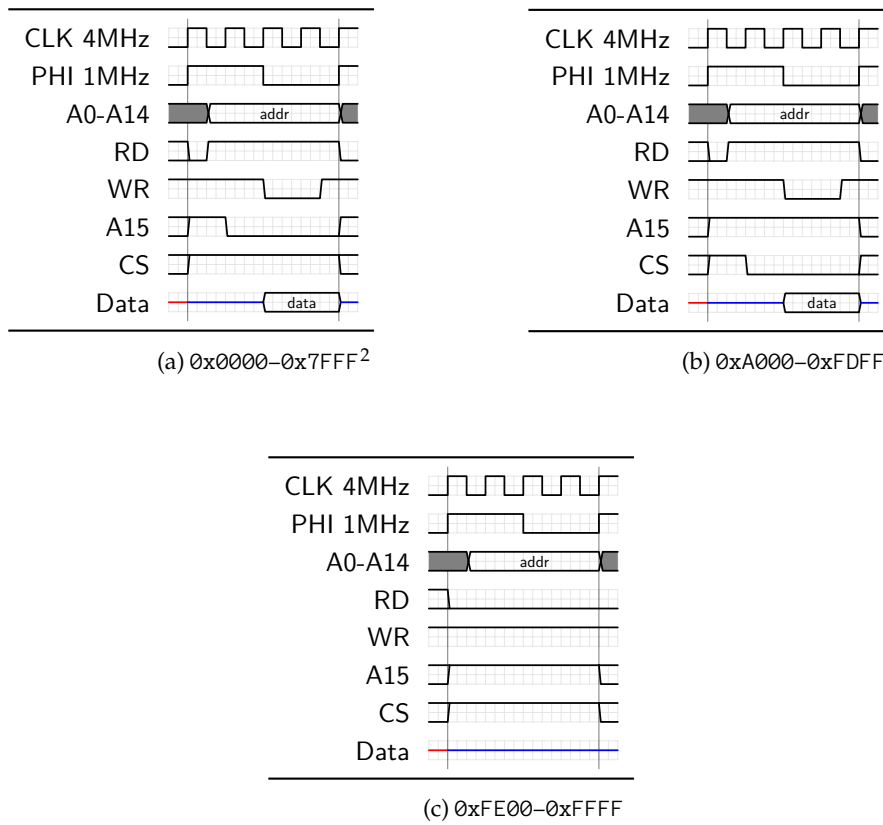 CLK 4MHz
PHI 1MHz
A0-A14
addr
RD
WR
A15
CS
Data
data
(a) 0x0000–0x7FFF²
CLK 4MHz
PHI 1MHz
A0-A14
addr
RD
WR
A15
CS
Data
data
(b) 0xA000–0xFDFF
CLK 4MHz
PHI 1MHz
A0-A14
addr
RD
WR
A15
CS
Data
(c) 0xFE00–0xFFFF